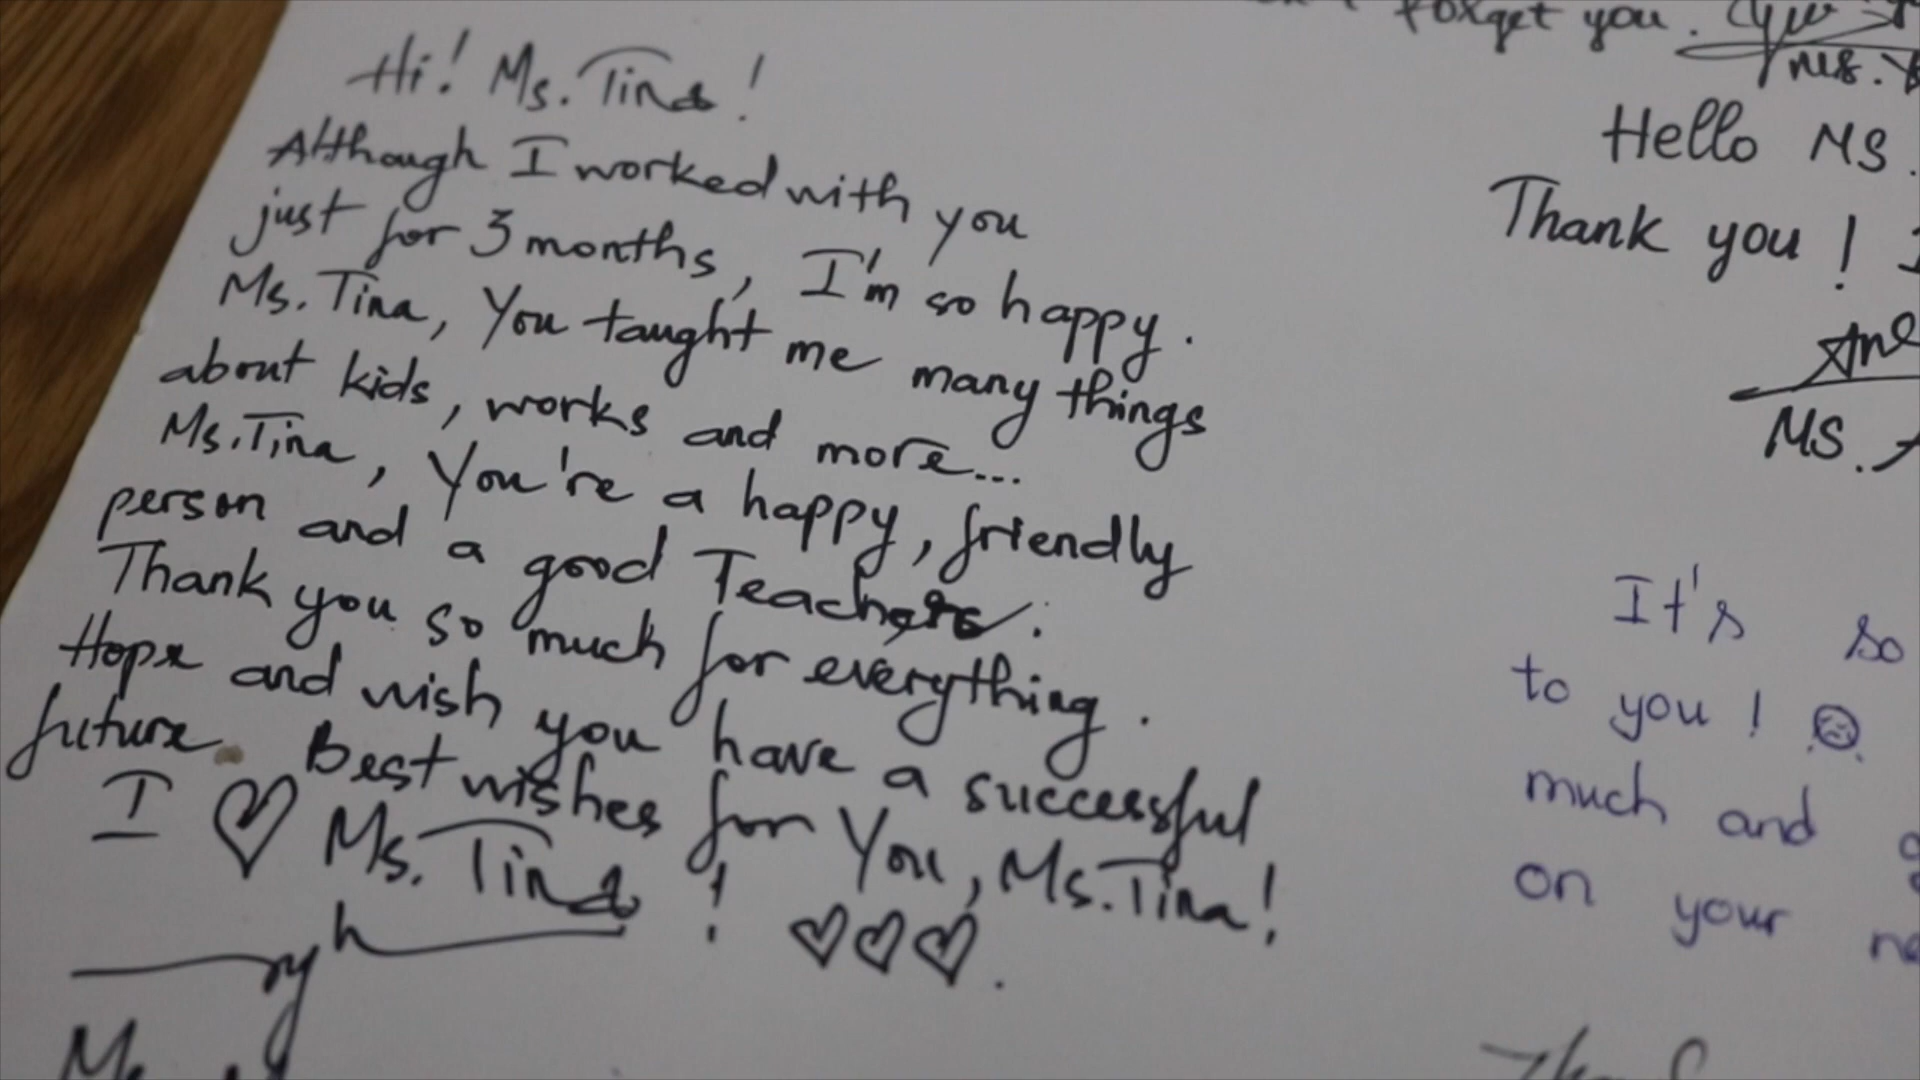 Hi! Ms. Tina!
Although I worked with you
just for 3 months, I'm so happy.
Ms. Tina, You taught me many things
about kids, works and more...
Ms. Tina, You're a happy, friendly
person and a good Teacher.
Thank you so much for everything.
Hope and wish you have a successful
future. Best wishes for You, Ms. Tina!
I ♡ Ms. Tina! ♡♡♡.
forget you.
Ms.
Hello Ms.
Thank you!
Ms.
It's so
to you! ☹
much and
on your